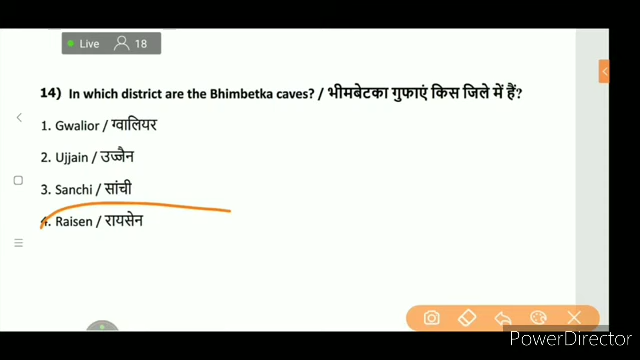 Live 18
14) In which district are the Bhimbetka caves? / भीमबेटका गुफाएं किस जिले में हैं?
1. Gwalior / ग्वालियर
2. Ujjain / उज्जैन
3. Sanchi / सांची
4. Raisen / रायसेन
PowerDirector